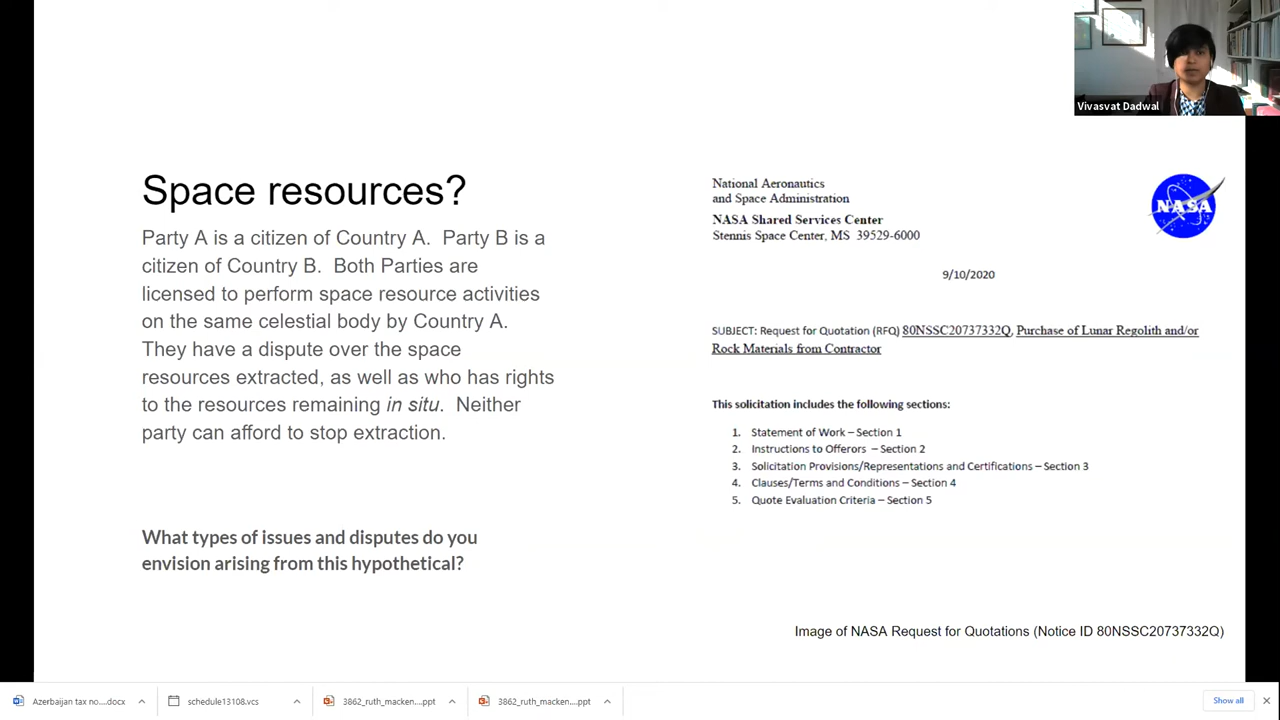 Vivasvat Dadwal
Space resources?
Party A is a citizen of Country A.  Party B is a
citizen of Country B.  Both Parties are
licensed to perform space resource activities
on the same celestial body by Country A.
They have a dispute over the space
resources extracted, as well as who has rights
to the resources remaining in situ.  Neither
party can afford to stop extraction.
What types of issues and disputes do you
envision arising from this hypothetical?
National Aeronautics
and Space Administration
NASA Shared Services Center
Stennis Space Center, MS  39529-6000
NASA
9/10/2020
SUBJECT: Request for Quotation (RFQ) 80NSSC20737332Q, Purchase of Lunar Regolith and/or
Rock Materials from Contractor
This solicitation includes the following sections:
1. Statement of Work – Section 1
2. Instructions to Offerors – Section 2
3. Solicitation Provisions/Representations and Certifications – Section 3
4. Clauses/Terms and Conditions – Section 4
5. Quote Evaluation Criteria – Section 5
Image of NASA Request for Quotations (Notice ID 80NSSC20737332Q)
Azerbaijan tax no....docx
schedule13108.vcs
3862_ruth_macken....ppt
3862_ruth_macken....ppt
Show all